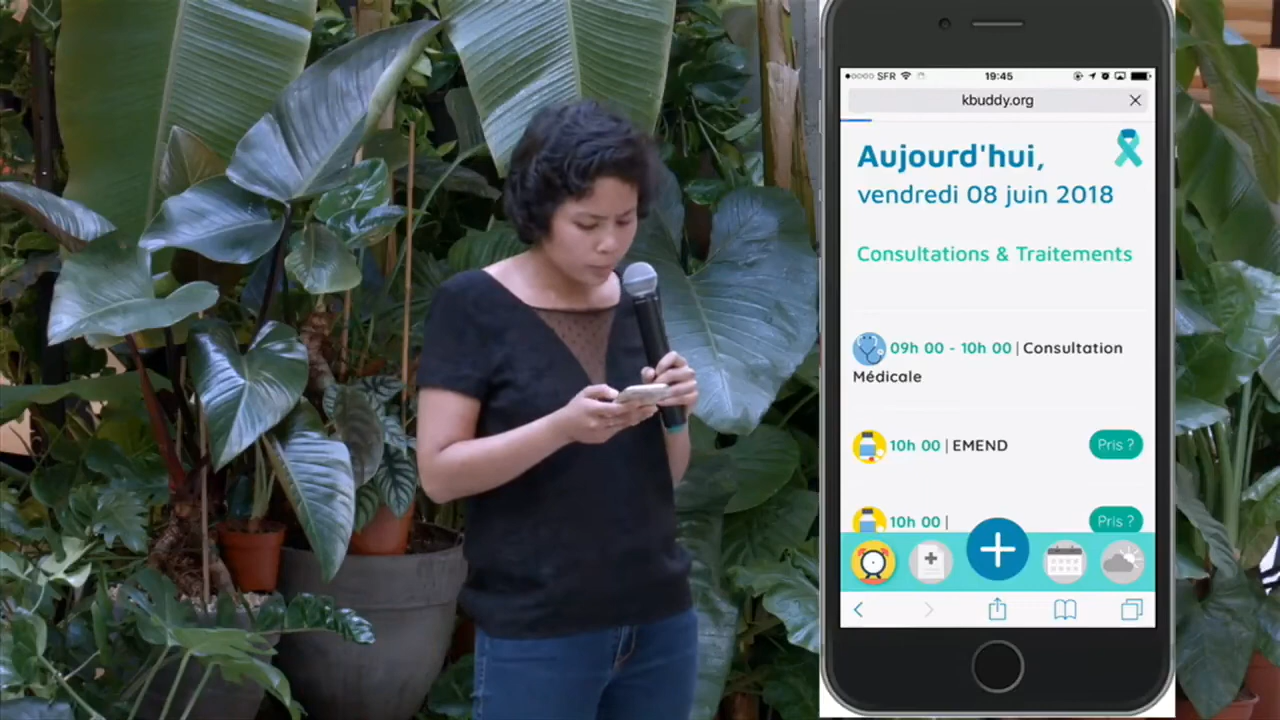 SFR 19:45
kbuddy.org
Aujourd'hui,
vendredi 08 juin 2018
Consultations & Traitements
09h 00 - 10h 00 | Consultation
Médicale
10h 00 | EMEND Pris ?
10h 00 | Pris ?